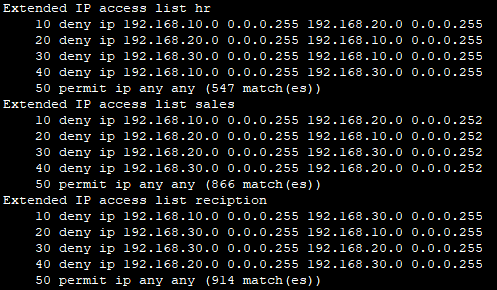 Extended IP access list hr
10 deny ip 192.168.10.0 0.0.0.255 192.168.20.0 0.0.0.255
20 deny ip 192.168.20.0 0.0.0.255 192.168.10.0 0.0.0.255
30 deny ip 192.168.30.0 0.0.0.255 192.168.10.0 0.0.0.255
40 deny ip 192.168.10.0 0.0.0.255 192.168.30.0 0.0.0.255
50 permit ip any any (547 match(es))
Extended IP access list sales
10 deny ip 192.168.10.0 0.0.0.255 192.168.20.0 0.0.0.252
20 deny ip 192.168.20.0 0.0.0.255 192.168.10.0 0.0.0.252
30 deny ip 192.168.20.0 0.0.0.255 192.168.30.0 0.0.0.252
40 deny ip 192.168.30.0 0.0.0.255 192.168.20.0 0.0.0.252
50 permit ip any any (866 match(es))
Extended IP access list reciption
10 deny ip 192.168.10.0 0.0.0.255 192.168.30.0 0.0.0.255
20 deny ip 192.168.30.0 0.0.0.255 192.168.10.0 0.0.0.255
30 deny ip 192.168.30.0 0.0.0.255 192.168.20.0 0.0.0.255
40 deny ip 192.168.20.0 0.0.0.255 192.168.30.0 0.0.0.255
50 permit ip any any (914 match(es))